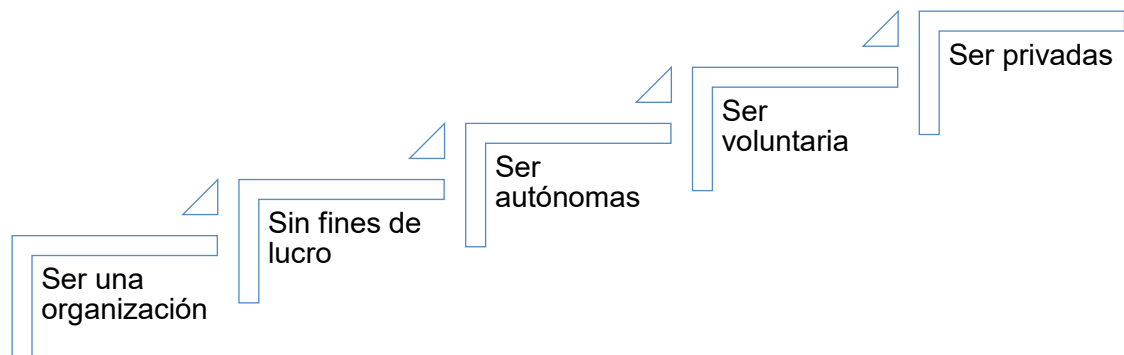 Ser una
organización
Sin fines de
lucro
Ser
autónomas
Ser
voluntaria
Ser privadas